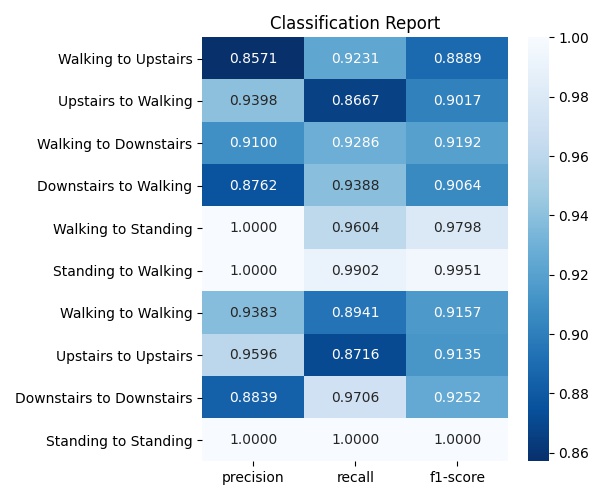 Classification Report
Walking to Upstairs 0.8571 0.9231 0.8889
Upstairs to Walking 0.9398 0.8667 0.9017
Walking to Downstairs 0.9100 0.9286 0.9192
Downstairs to Walking 0.8762 0.9388 0.9064
Walking to Standing 1.0000 0.9604 0.9798
Standing to Walking 1.0000 0.9902 0.9951
Walking to Walking 0.9383 0.8941 0.9157
Upstairs to Upstairs 0.9596 0.8716 0.9135
Downstairs to Downstairs 0.8839 0.9706 0.9252
Standing to Standing 1.0000 1.0000 1.0000
precision recall f1-score
1.00
0.98
0.96
0.94
0.92
0.90
0.88
0.86